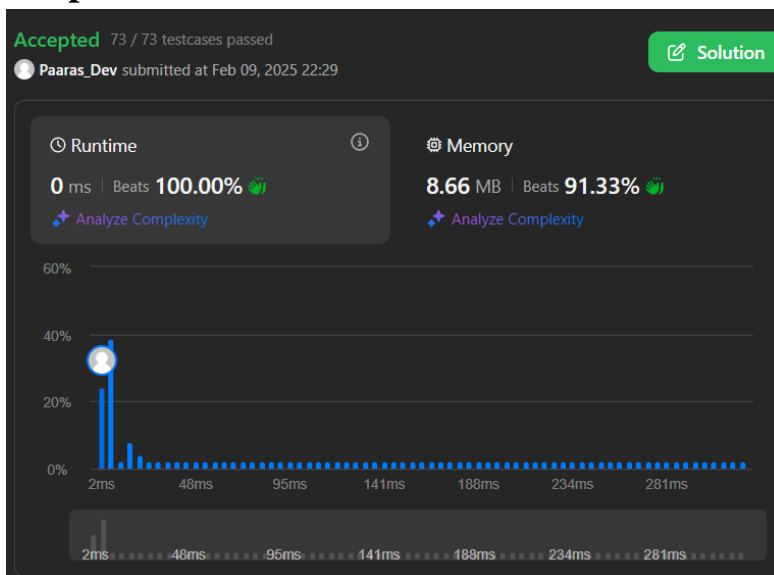 Accepted 73 / 73 testcases passed
Solution
Paaras_Dev submitted at Feb 09, 2025 22:29
Runtime
0 ms | Beats 100.00%
Analyze Complexity
Memory
8.66 MB | Beats 91.33%
Analyze Complexity
60%
40%
20%
0%
2ms 48ms 95ms 141ms 188ms 234ms 281ms
2ms 48ms 95ms 141ms 188ms 234ms 281ms